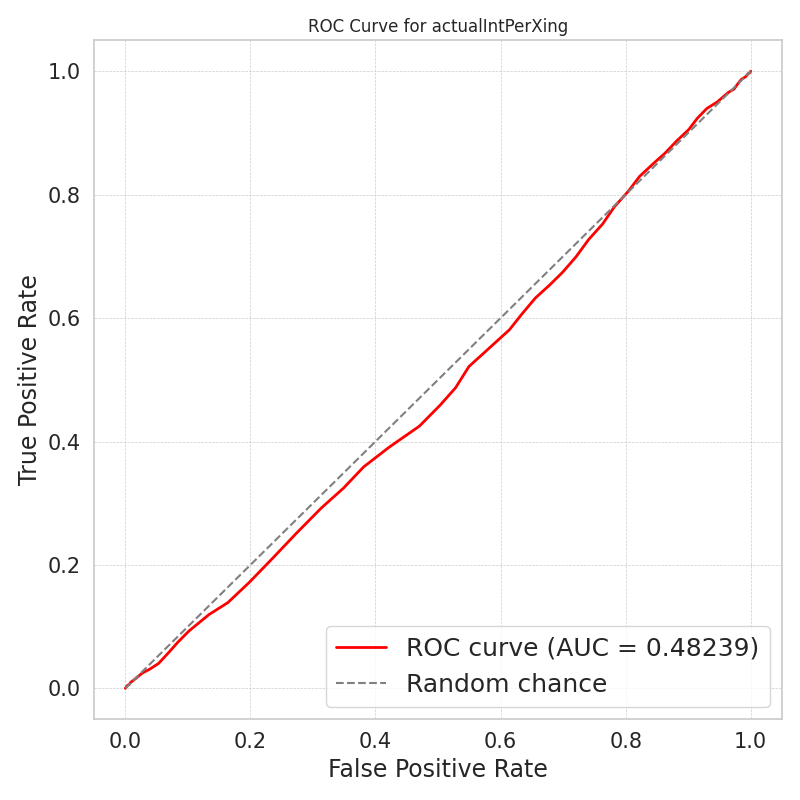 ROC Curve for actualIntPerXing
True Positive Rate
1.0
0.8
0.6
0.4
0.2
0.0
ROC curve (AUC = 0.48239)
Random chance
0.0 0.2 0.4 0.6 0.8 1.0
False Positive Rate